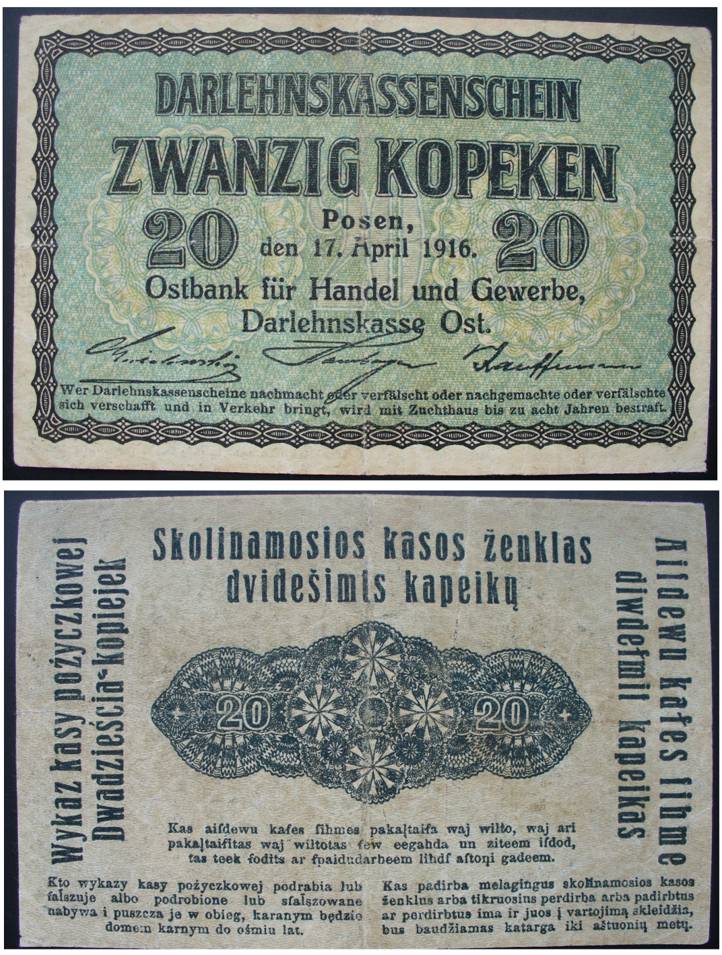 DARLEHNSKASSENSCHEIN
ZWANZIG KOPEKEN
20
Posen,
den 17. April 1916.
20
Ostbank für Handel und Gewerbe,
Darlehnskasse Ost.
Kauffmann
Wer Darlehnskassenscheine nachmacht oder verfälscht oder nachgemachte oder verfälschte
sich verschafft und in Verkehr bringt, wird mit Zuchthaus bis zu acht Jahren bestraft.
Skolinamosios kasos ženklas
dvidešimts kapeikų
Wykaz kasy pożyczkowej
Dwadzieścia kopiejek
Aiſdewu kaſes ſihme
diwdeſmit kapeikas
20
20
Kas aiſdewu kaſes ſihmes pakaļtaiſa waj wilto, waj ari
pakaļtaiſitas waj wiltotas ſew eegahda un ziteem iſdod,
tas teek ſodits ar ſpaidudarbeem lihdſ aſtoņi gadeem.
Kto wykazy kasy pożyczkowej podrabia lub
fałszuje albo podrobione lub sfałszowane
nabywa i puszcza je w obieg, karanym będzie
domem karnym do ośmiu lat.
Kas padirba melagingus skolinamosios kasos
ženklus arba tikruosius perdirba arba padirbtus
ar perdirbtus ima ir juos į vartojimą skleidžia,
bus baudžiamas katarga iki aštuonių metų.